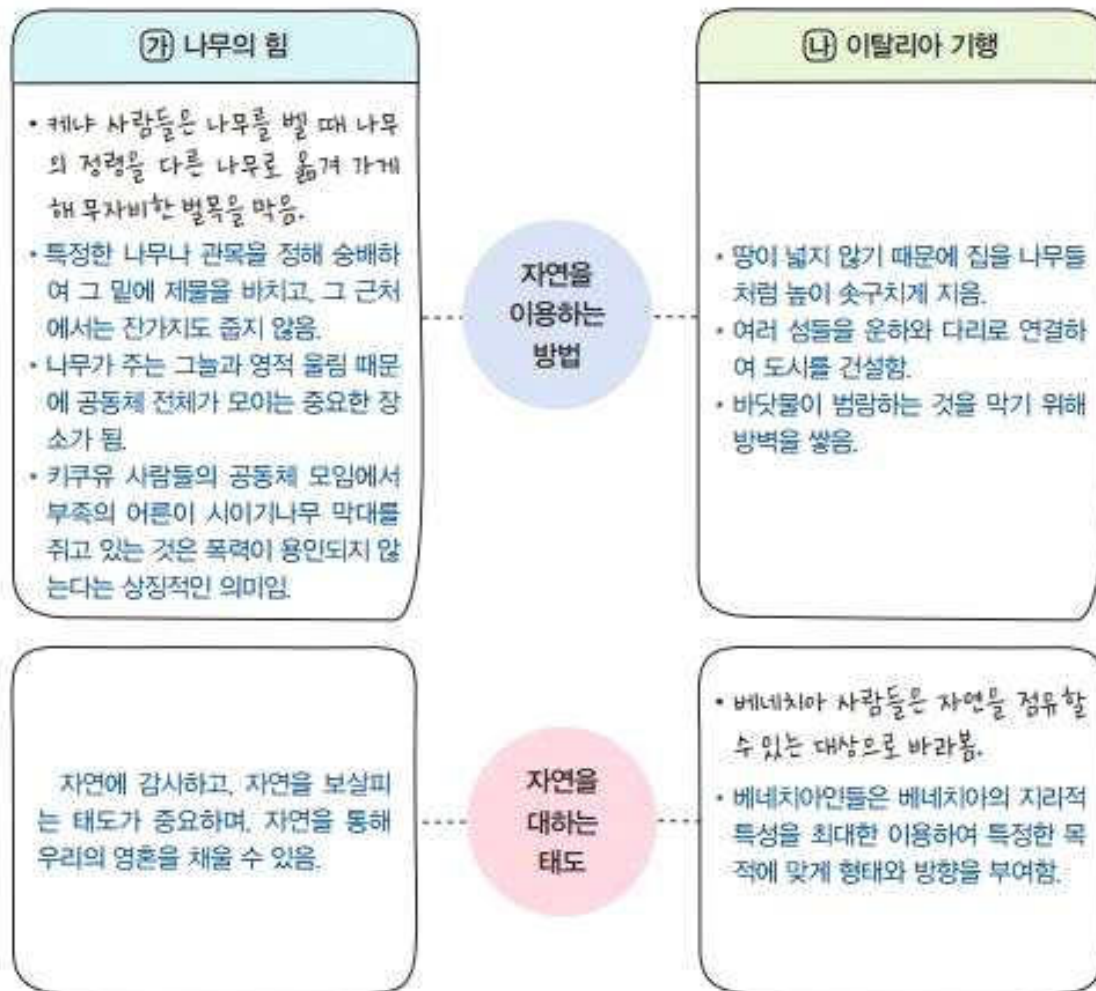 가 나무의 힘
• 케냐 사람들은 나무를 벨 때 나무
의 정령을 다른 나무로 옮겨 가게
해 무자비한 벌목을 막음.
• 특정한 나무나 관목을 정해 숭배하
여 그 밑에 제물을 바치고, 그 근처
에서는 잔가지도 줍지 않음.
• 나무가 주는 그늘과 영적 울림 때문
에 공동체 전체가 모이는 중요한 장
소가 됨.
• 키쿠유 사람들의 공동체 모임에서
부족의 어른이 시이기나무 막대를
쥐고 있는 것은 폭력이 용인되지 않
는다는 상징적인 의미임.
자연을
이용하는
방법
나 이탈리아 기행
• 땅이 넓지 않기 때문에 집을 나무들
처럼 높이 솟구치게 지음.
• 여러 섬들을 운하와 다리로 연결하
여 도시를 건설함.
• 바닷물이 범람하는 것을 막기 위해
방벽을 쌓음.
자연에 감사하고, 자연을 보살피
는 태도가 중요하며, 자연을 통해
우리의 영혼을 채울 수 있음.
자연을
대하는
태도
• 베네치아 사람들은 자연을 점유할
수 있는 대상으로 바라봄.
• 베네치아인들은 베네치아의 지리적
특성을 최대한 이용하여 특정한 목
적에 맞게 형태와 방향을 부여함.